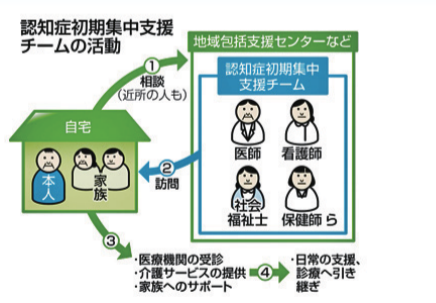 認知症初期集中支援
チームの活動
①
相談
(近所の人も)
地域包括支援センターなど
認知症初期集中
支援チーム
医師
看護師
社会
福祉士
保健師ら
自宅
本人
家族
②
訪問
③
・医療機関の受診
・介護サービスの提供
・家族へのサポート
④
・日常の支援、
診療へ引き
継ぎ